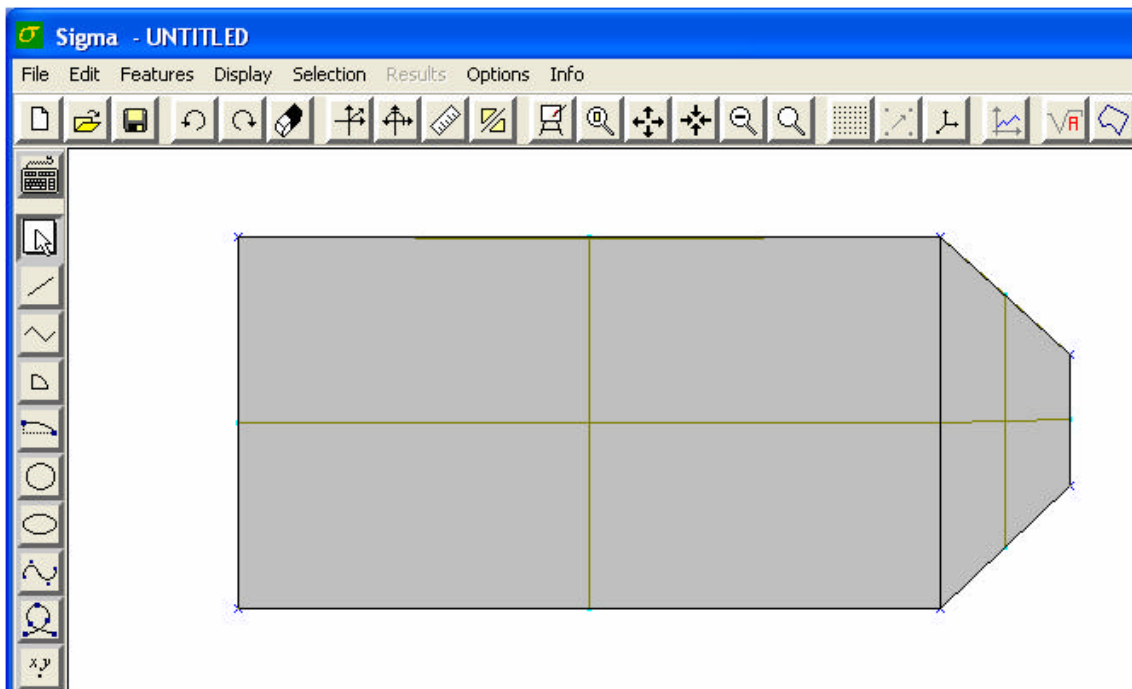 σ Sigma - UNTITLED
File Edit Features Display Selection Results Options Info
A
x,y